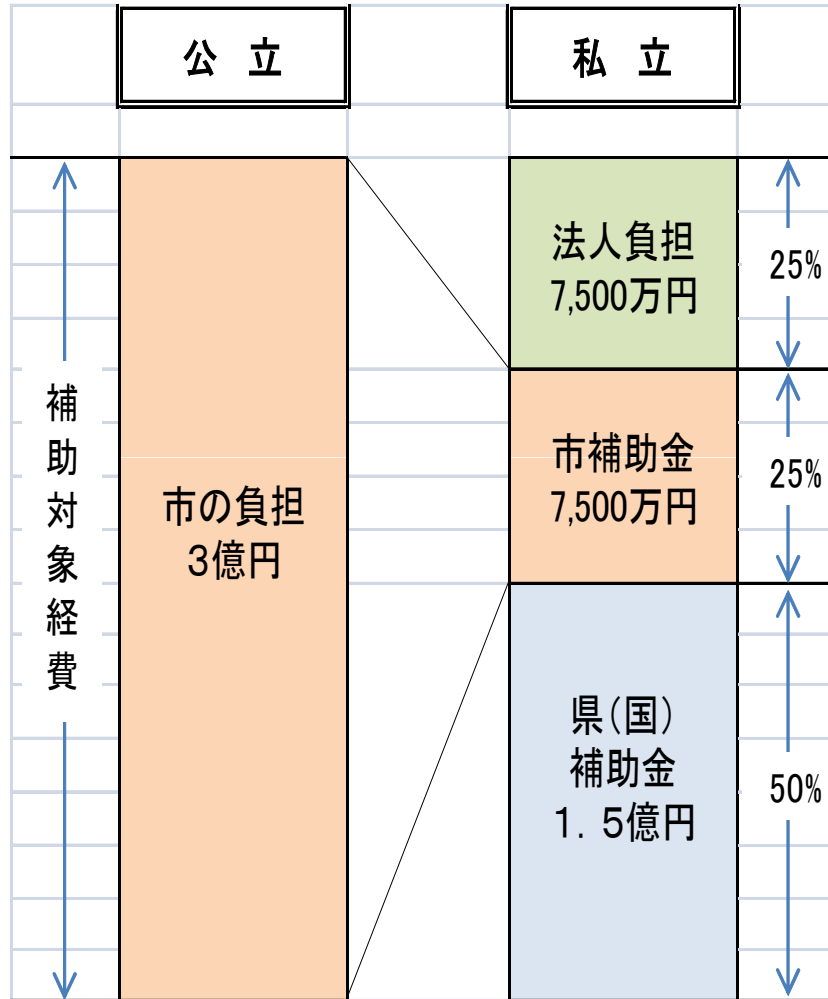 公 立
私 立
補助対象経費
市の負担
3億円
法人負担
7,500万円
25%
市補助金
7,500万円
25%
県(国)
補助金
1.5億円
50%